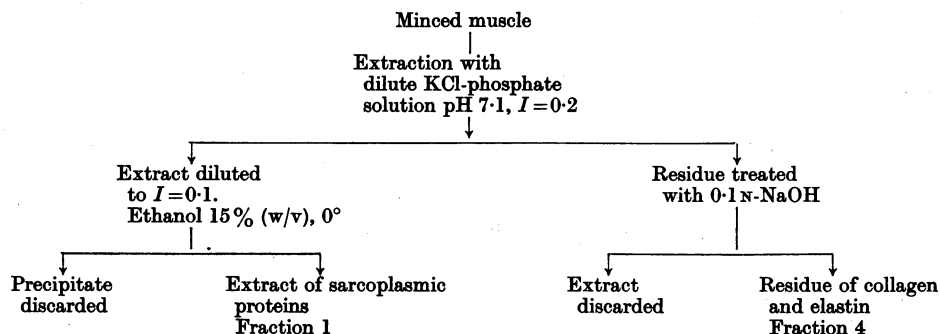 Minced muscle
Extraction with
dilute KCl-phosphate
solution pH 7·1, I=0·2
Extract diluted
to I=0·1.
Ethanol 15% (w/v), 0°
Residue treated
with 0·1 N-NaOH
Precipitate
discarded
Extract of sarcoplasmic
proteins
Fraction 1
Extract
discarded
Residue of collagen
and elastin
Fraction 4